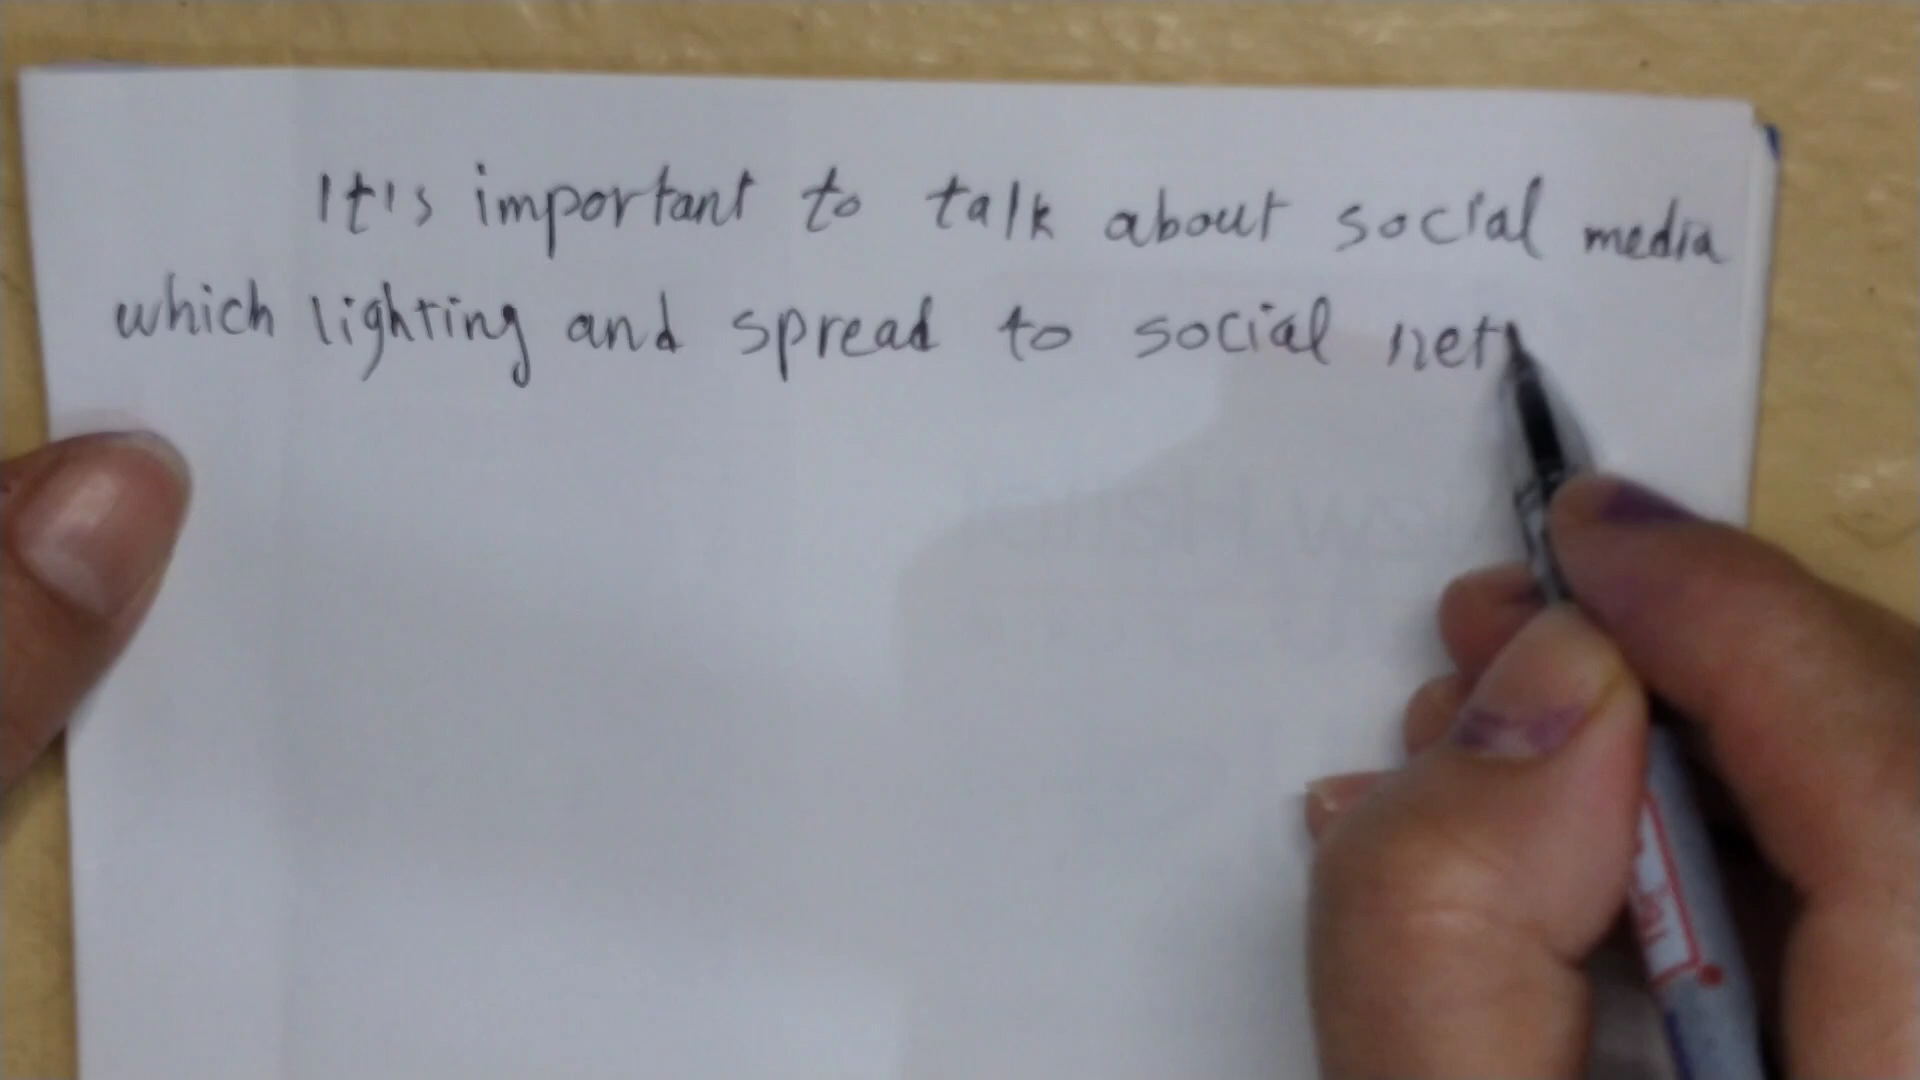 It's important to talk about social media
which lighting and spread to social net